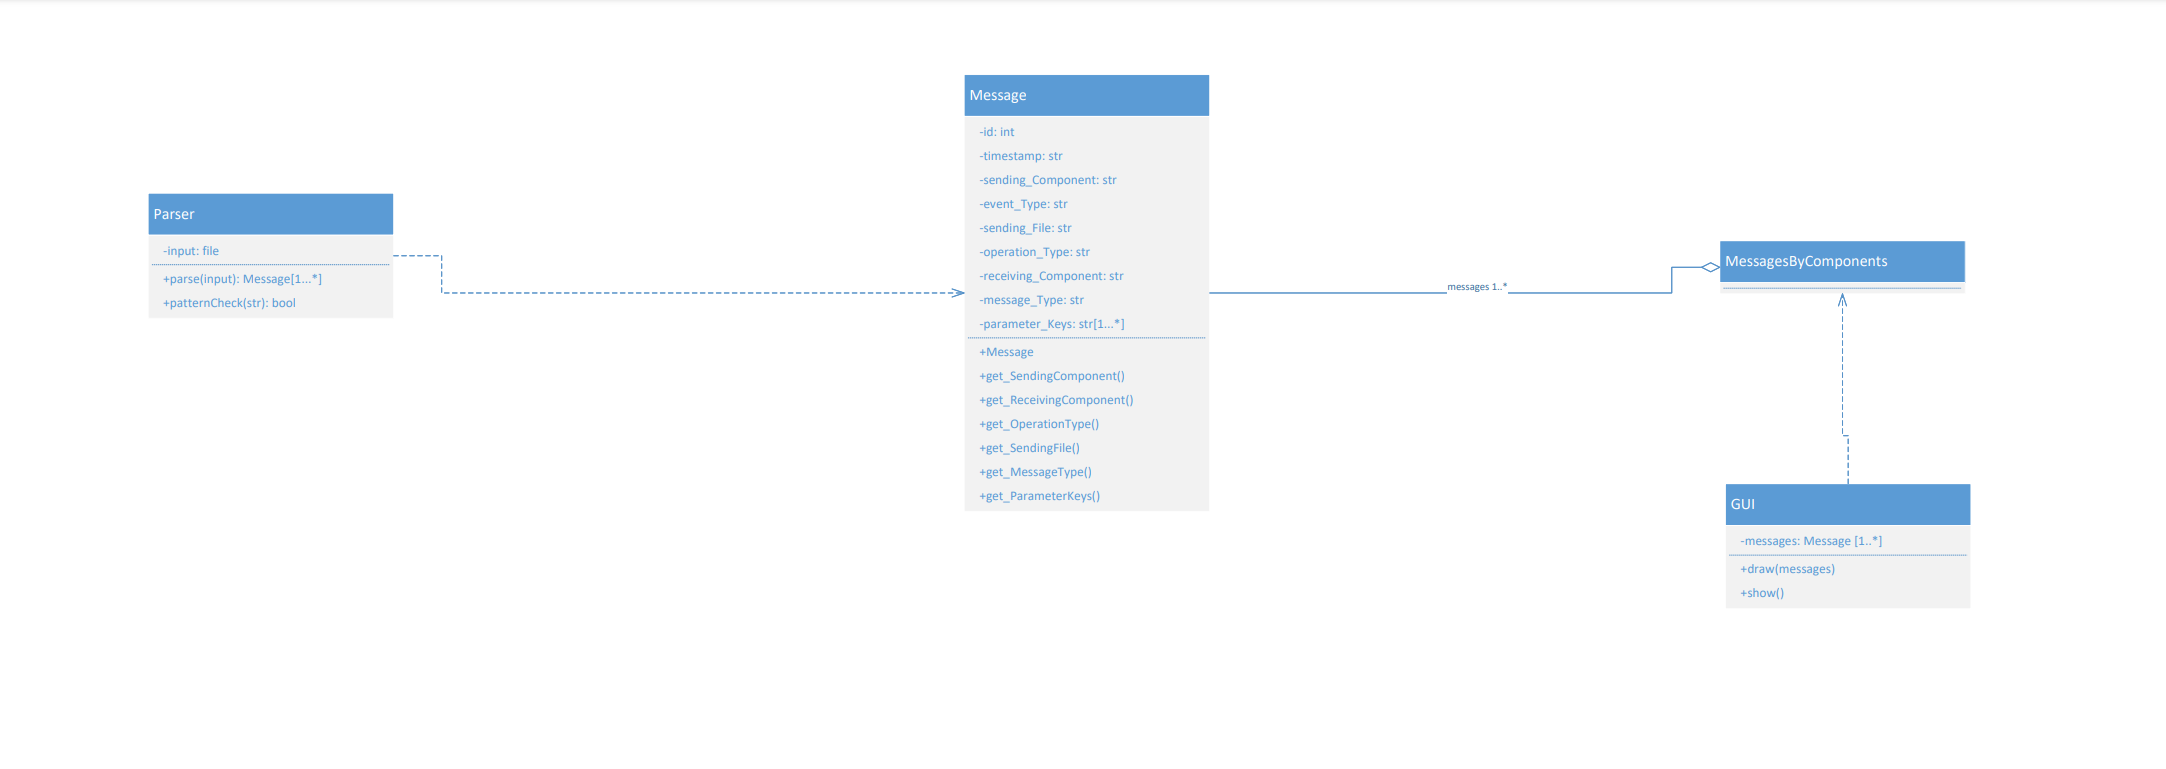 Parser
-input: file
+parse(input): Message[1...*]
+patternCheck(str): bool
Message
-id: int
-timestamp: str
-sending_Component: str
-event_Type: str
-sending_File: str
-operation_Type: str
-receiving_Component: str
-message_Type: str
-parameter_Keys: str[1...*]
+Message
+get_SendingComponent()
+get_ReceivingComponent()
+get_OperationType()
+get_SendingFile()
+get_MessageType()
+get_ParameterKeys()
messages 1..*
MessagesByComponents
GUI
-messages: Message [1..*]
+draw(messages)
+show()